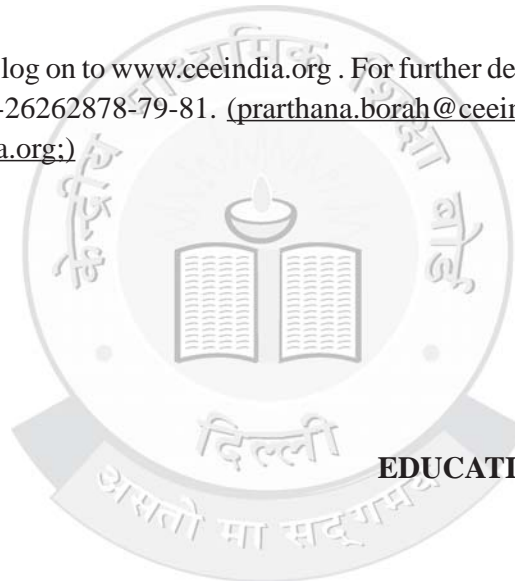 log on to www.ceeindia.org . For further de
-26262878-79-81. (prarthana.borah@ceein
a.org;)
केन्द्रीय माध्यमिक शिक्षा बोर्ड
दिल्ली
EDUCATI
असतो मा सद्गमय